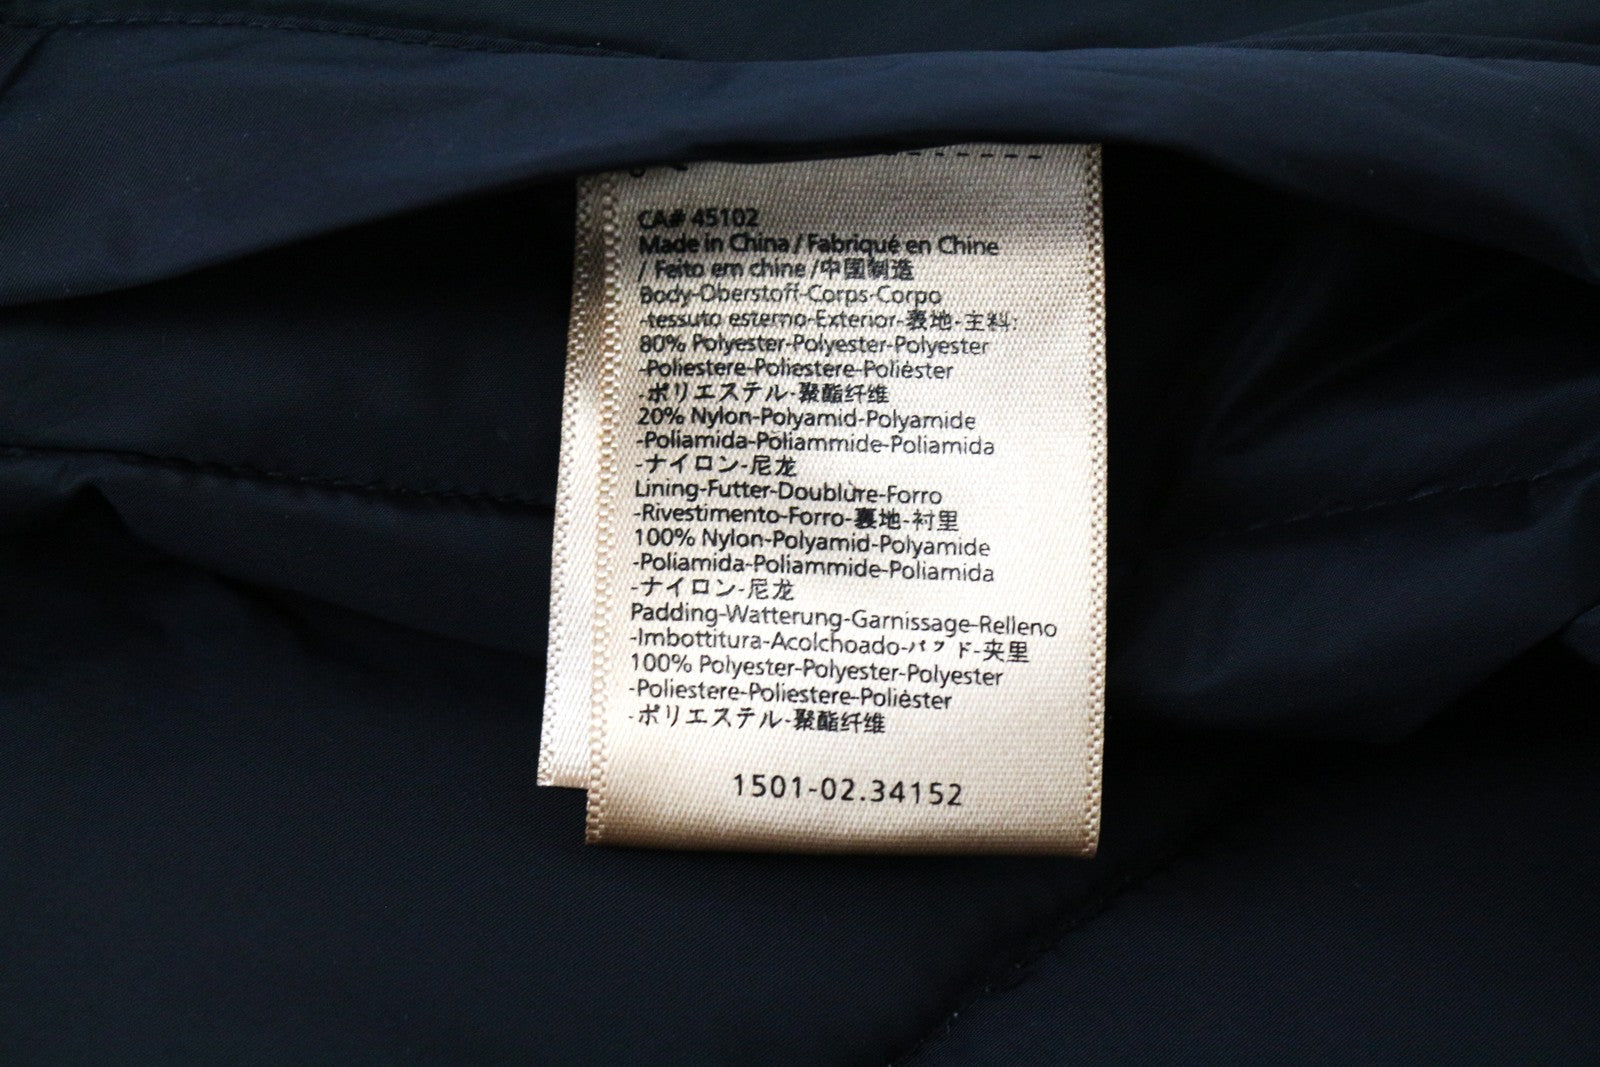 CA# 45102
Made in China / Fabriqué en Chine
/ Feito em chine /中国制造
Body-Oberstoff-Corps-Corpo
-tessuto esterno-Exterior-表地-主料:
80% Polyester-Polyester-Polyester
-Poliestere-Poliestere-Poliéster
-ポリエステル-聚酯纤维
20% Nylon-Polyamid-Polyamide
-Poliamida-Poliammide-Poliamida
-ナイロン-尼龙
Lining-Futter-Doublure-Forro
-Rivestimento-Forro-裏地-衬里
100% Nylon-Polyamid-Polyamide
-Poliamida-Poliammide-Poliamida
-ナイロン-尼龙
Padding-Watterung-Garnissage-Relleno
-Imbottitura-Acolchoado-パッド-夹里
100% Polyester-Polyester-Polyester
-Poliestere-Poliestere-Poliéster
-ポリエステル-聚酯纤维
1501-02.34152